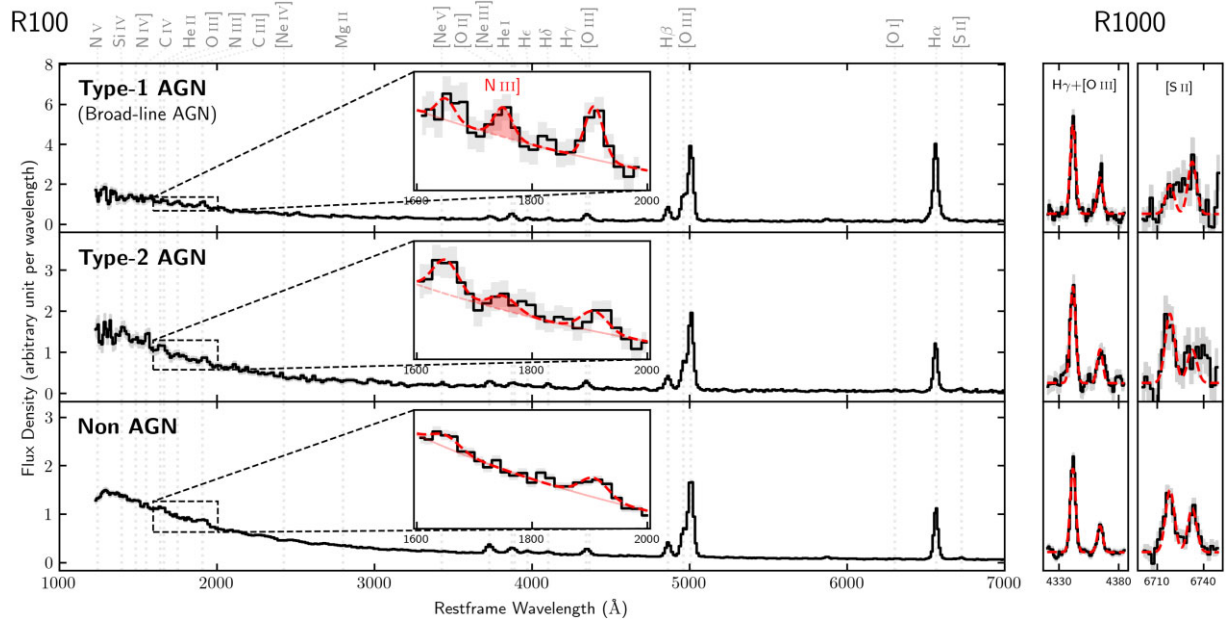 R100
R1000
N V
Si IV
N IV]
C IV
He II
O III]
N III]
C III]
[Ne IV]
Mg II
[Ne V]
[O II]
[Ne III]
He I
Hϵ
Hδ
Hγ
[O III]
Hβ
[O III]
[O I]
Hα
[S II]
Flux Density (arbitrary unit per wavelength)
8
6
4
2
0
Type-1 AGN
(Broad-line AGN)
N III]
1600 1800 2000
Hγ+[O III]
[S II]
3
2
1
0
Type-2 AGN
1600 1800 2000
3
2
1
0
Non AGN
1600 1800 2000
1000 2000 3000 4000 5000 6000 7000
4330 4380
6710 6740
Restframe Wavelength (Å)